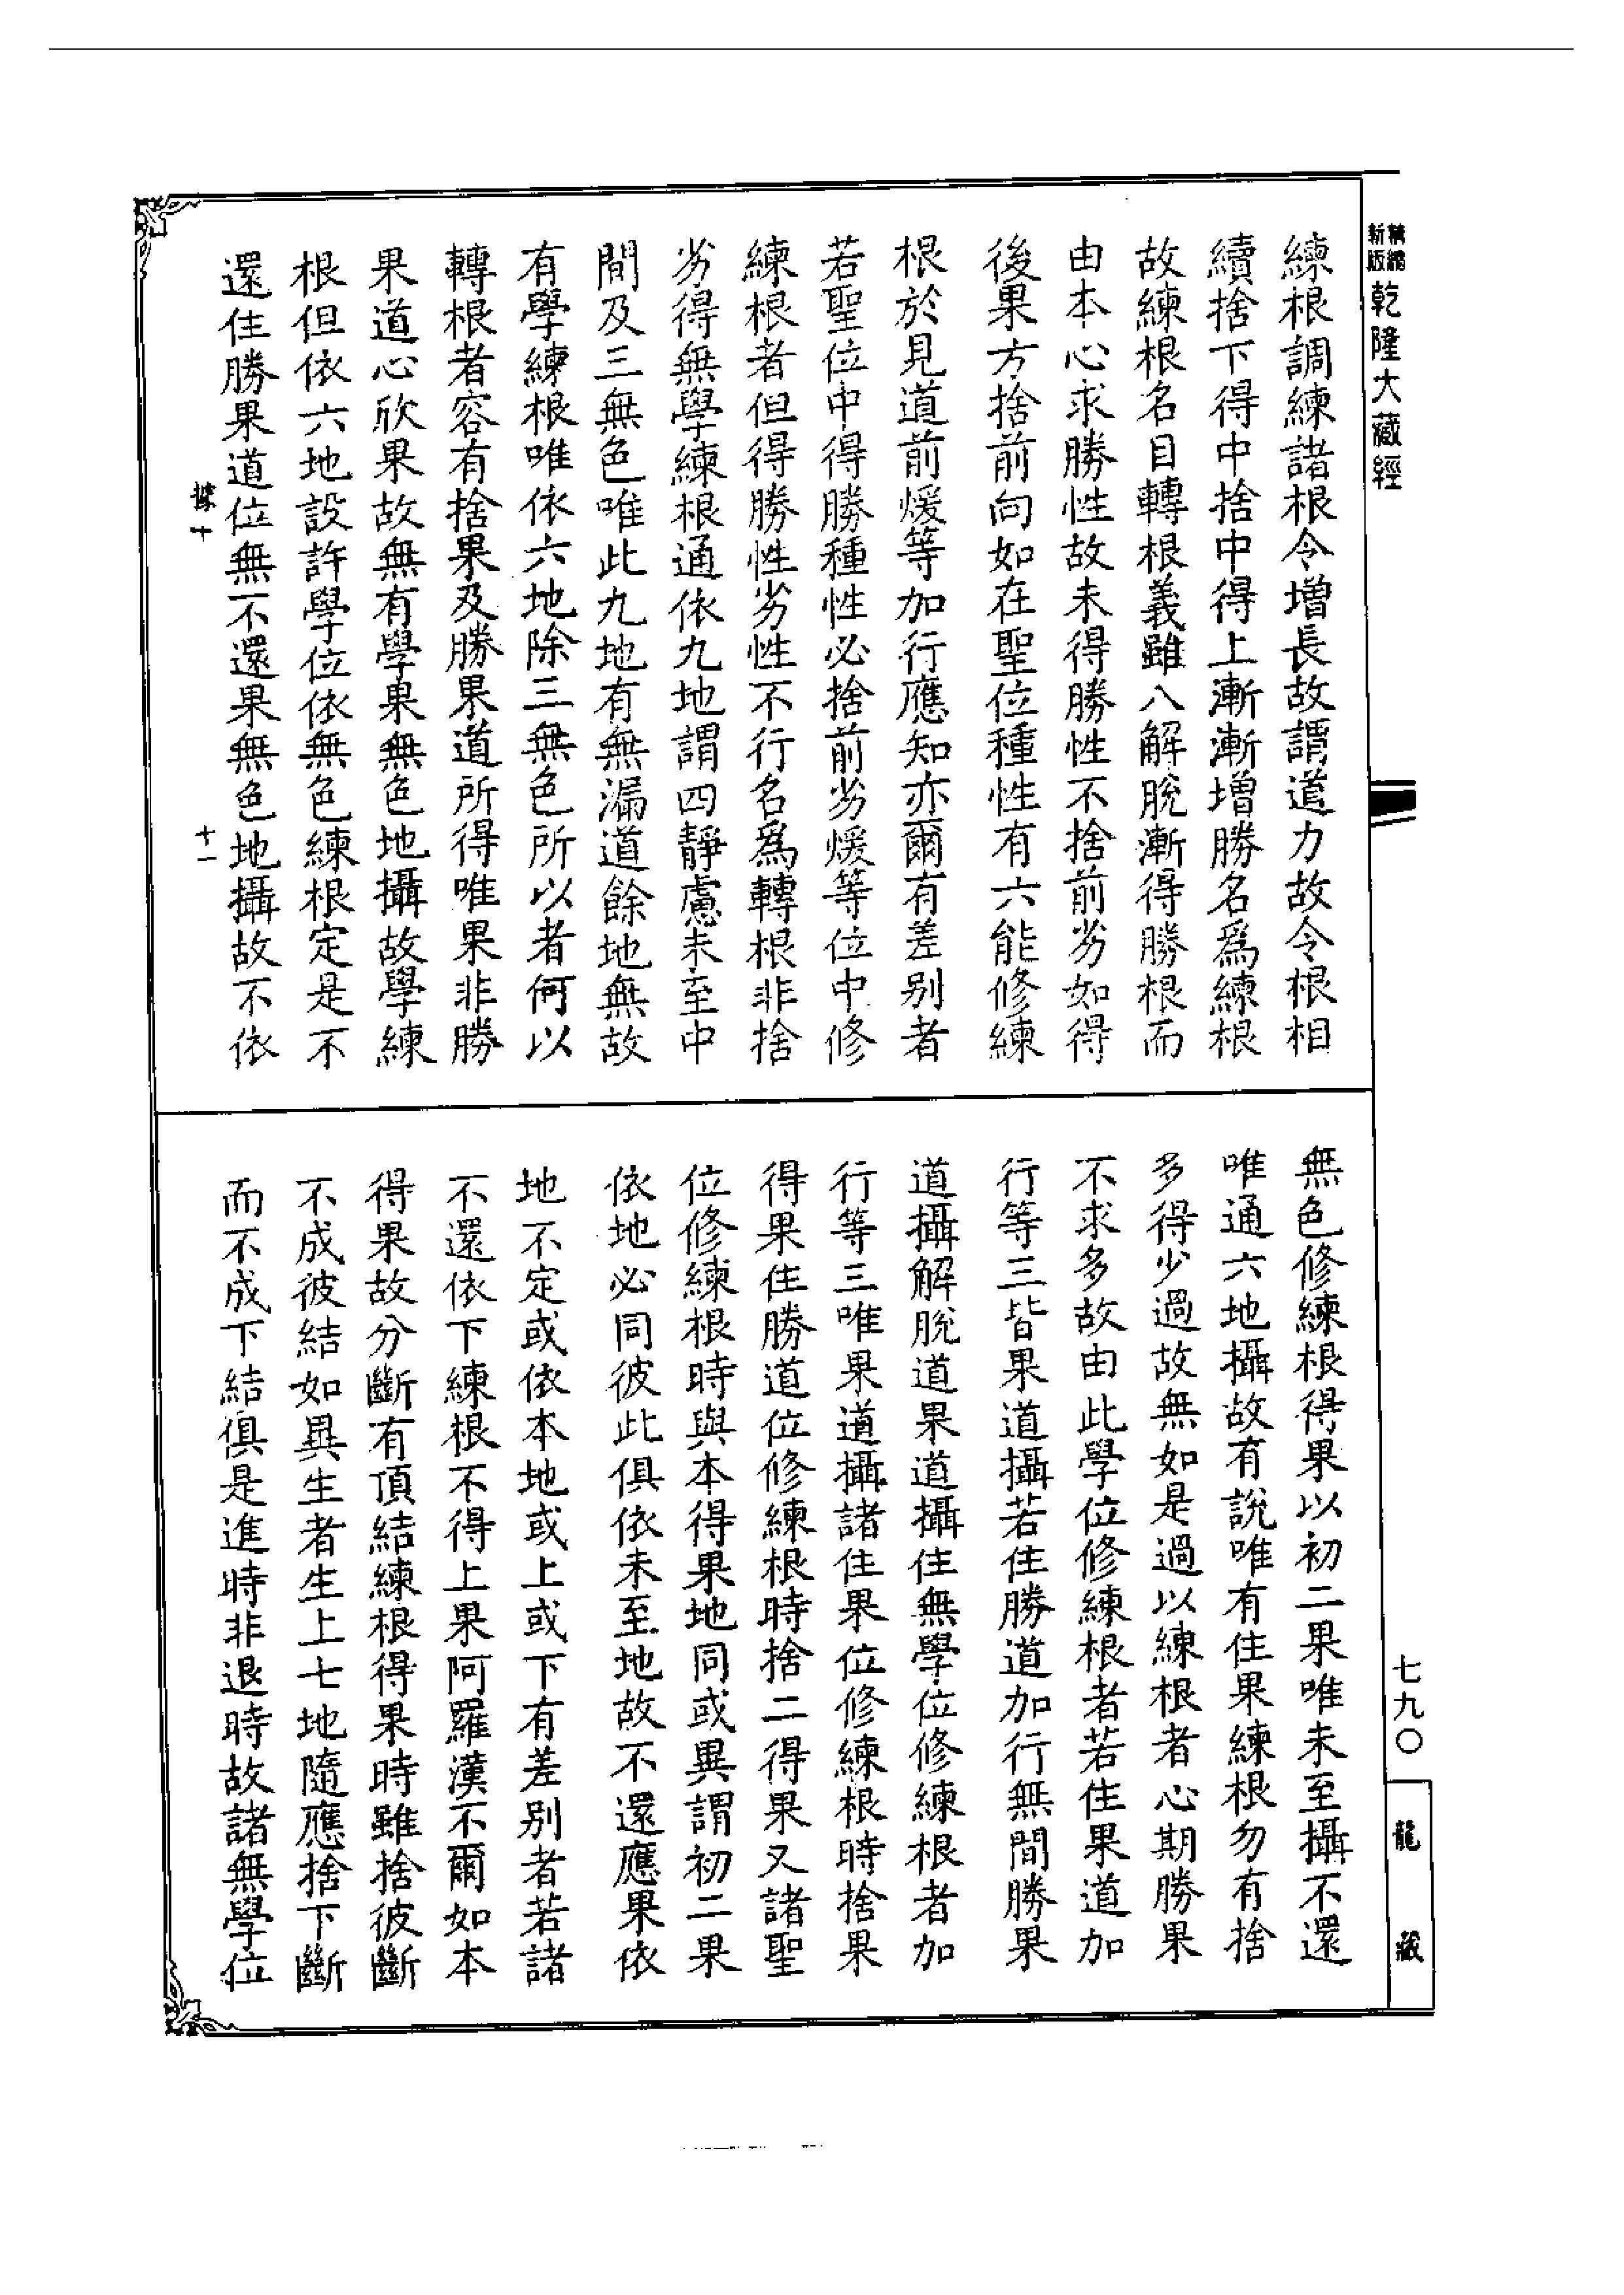 新版精縮乾隆大藏經
練根調練諸根令增長故謂道力故令根相
續捨下得中捨中得上漸漸增勝名爲練根
故練根名目轉根義雖八解脫漸得勝根而
由本心求勝性故未得勝性不捨前劣如得
後果方捨前向如在聖位種性有六能修練
根於見道前煖等加行應知亦爾有差别者
若聖位中得勝種性必捨前劣煖等位中修
練根者但得勝性劣性不行名爲轉根非捨
劣得無學練根通依九地謂四靜慮未至中
間及三無色唯此九地有無漏道餘地無故
有學練根唯依六地除三無色所以者何以
轉根者容有捨果及勝果道所得唯果非勝
果道心欣果故無有學果無色地攝故學練
根但依六地設許學位依無色練根定是不
還住勝果道位無不還果無色地攝故不依
據十
十一
無色修練根得果以初二果唯未至攝不還
唯通六地攝故有說唯有住果練根勿有捨
多得少過故無如是過以練根者心期勝果
不求多故由此學位修練根者若住果道加
行等三皆果道攝若住勝道加行無間勝果
道攝解脫道果道攝住無學位修練根者加
行等三唯果道攝諸住果位修練根時捨果
得果住勝道位修練根時捨二得果又諸聖
位修練根時與本得果地同或異謂初二果
依地必同彼此俱依未至地故不還應果依
地不定或依本地或上或下有差别者若諸
不還依下練根不得上果阿羅漢不爾如本
得果故分斷有頂結練根得果時雖捨彼斷
不成彼結如異生者生上七地隨應捨下斷
而不成下結俱是進時非退時故諸無學位
七九〇
龍藏